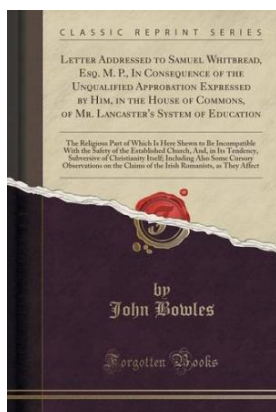 CLASSIC REPRINT SERIES
LETTER ADDRESSED TO SAMUEL WHITBREAD,
ESQ. M. P., IN CONSEQUENCE OF THE
UNQUALIFIED APPROBATION EXPRESSED
BY HIM, IN THE HOUSE OF COMMONS,
OF MR. LANCASTER'S SYSTEM OF EDUCATION
The Religious Part of Which Is Here Shewn to Be Incompatible
With the Safety of the Established Church, And, in Its Tendency,
Subversive of Christianity Itself; Including Also Some Cursory
Observations on the Claims of the Irish Romanists, as They Affect
by
John Bowles
Forgotten Books